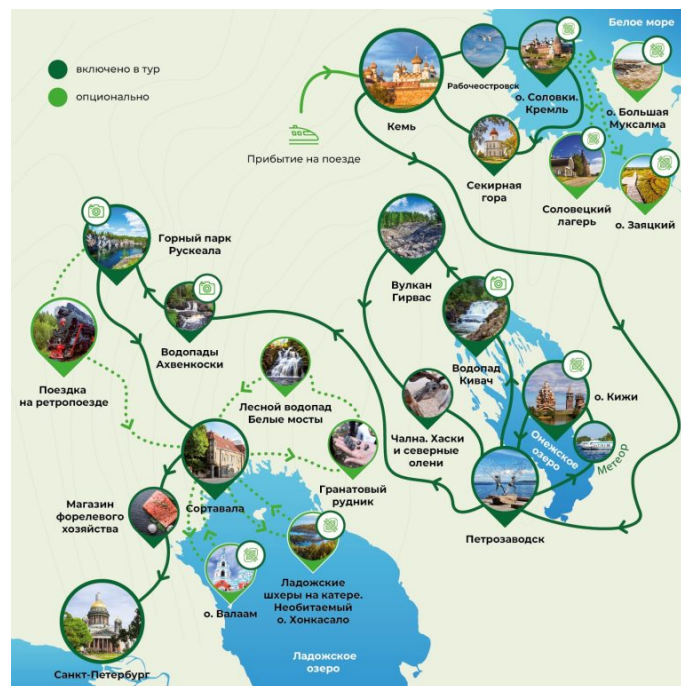 Белое море
включено в тур
опционально
Прибытие на поезде
Кемь
Рабочеостровск
о. Соловки.
Кремль
о. Большая
Муксалма
Секирная
гора
Соловецкий
лагерь
о. Заяцкий
Горный парк
Рускеала
Вулкан
Гирвас
Водопады
Ахвенкоски
Водопад
Кивач
Поездка
на ретропоезде
Лесной водопад
Белые мосты
о. Кижи
Чална. Хаски
и северные
олени
Онежское
озеро
Метеор
Гранатовый
рудник
Магазин
форелевого
хозяйства
Сортавала
Петрозаводск
о. Валаам
Ладожские
шхеры на катере.
Необитаемый
о. Хонкасало
Ладожское
озеро
Санкт-Петербург